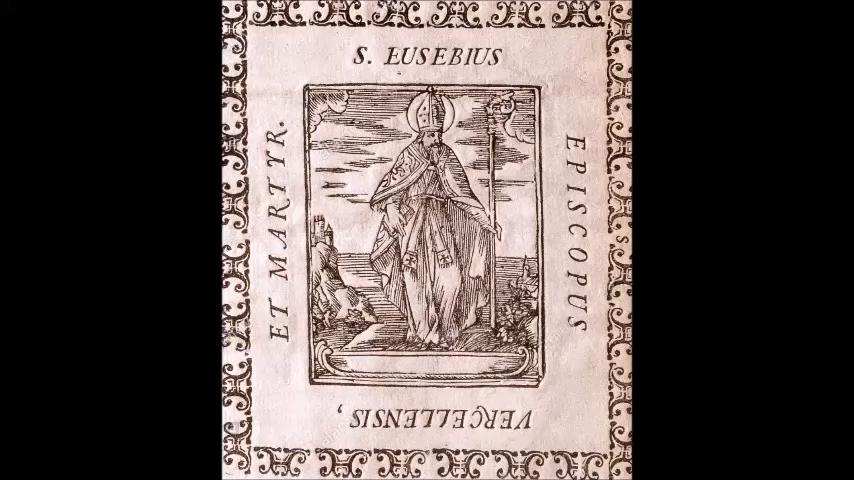 S. EUSEBIUS
EPISCOPUS
VERCELLENSIS,
ET MARTYR.